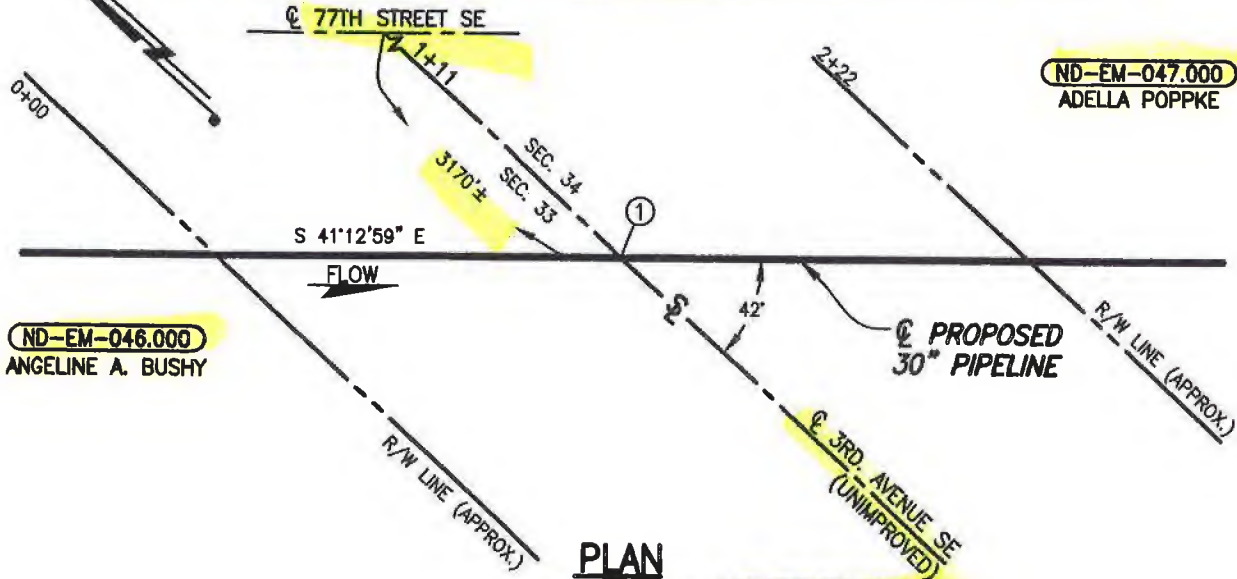 ℄ 77TH STREET SE
0+00
1+11
2+22
ND-EM-047.000
ADELLA POPPKE
3170'±
SEC. 34
SEC. 33
1
S 41°12'59" E
FLOW
42°
ND-EM-046.000
ANGELINE A. BUSHY
℄ PROPOSED
30" PIPELINE
R/W LINE (APPROX.)
R/W LINE (APPROX.)
℄ 3RD. AVENUE SE
(UNIMPROVED)
PLAN